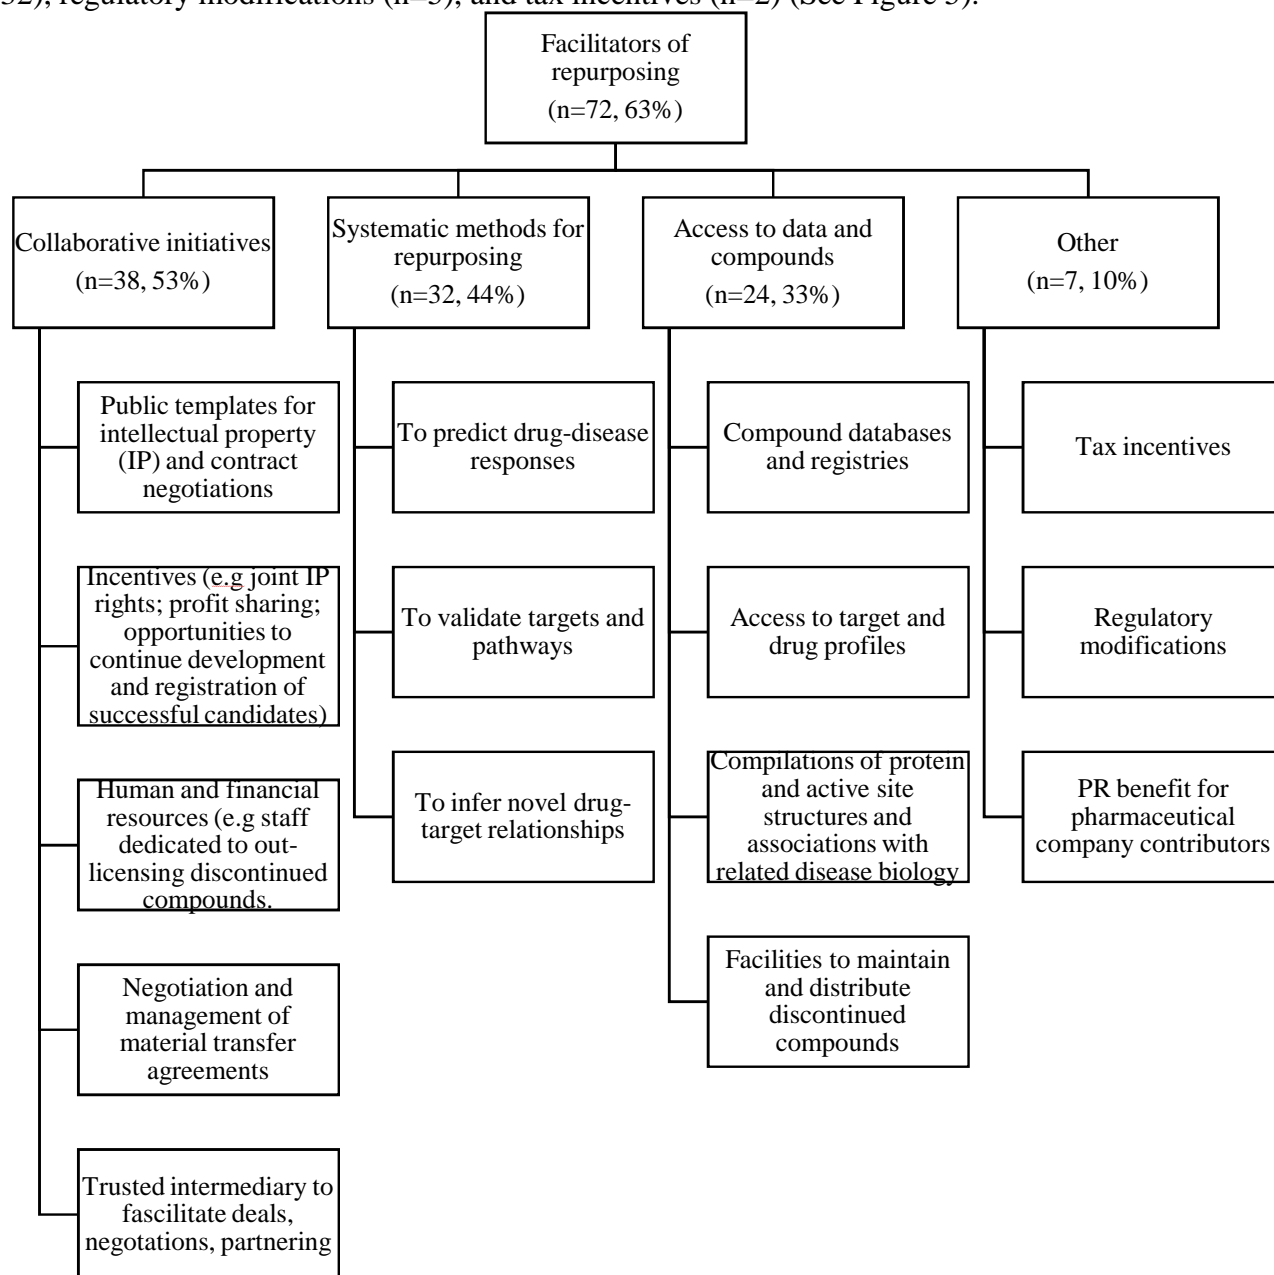 32), regulatory modifications (n=5), and tax incentives (n=2) (See Figure 3).
Facilitators of
repurposing
(n=72, 63%)
Collaborative initiatives
(n=38, 53%)
Systematic methods for
repurposing
(n=32, 44%)
Access to data and
compounds
(n=24, 33%)
Other
(n=7, 10%)
Public templates for
intellectual property
(IP) and contract
negotiations
Incentives (e.g joint IP
rights; profit sharing;
opportunities to
continue development
and registration of
successful candidates)
Human and financial
resources (e.g staff
dedicated to out-
licensing discontinued
compounds.
Negotiation and
management of
material transfer
agreements
Trusted intermediary to
fascilitate deals,
negotations, partnering
To predict drug-disease
responses
To validate targets and
pathways
To infer novel drug-
target relationships
Compound databases
and registries
Access to target and
drug profiles
Compilations of protein
and active site
structures and
associations with
related disease biology
Facilities to maintain
and distribute
discontinued
compounds
Tax incentives
Regulatory
modifications
PR benefit for
pharmaceutical
company contributors